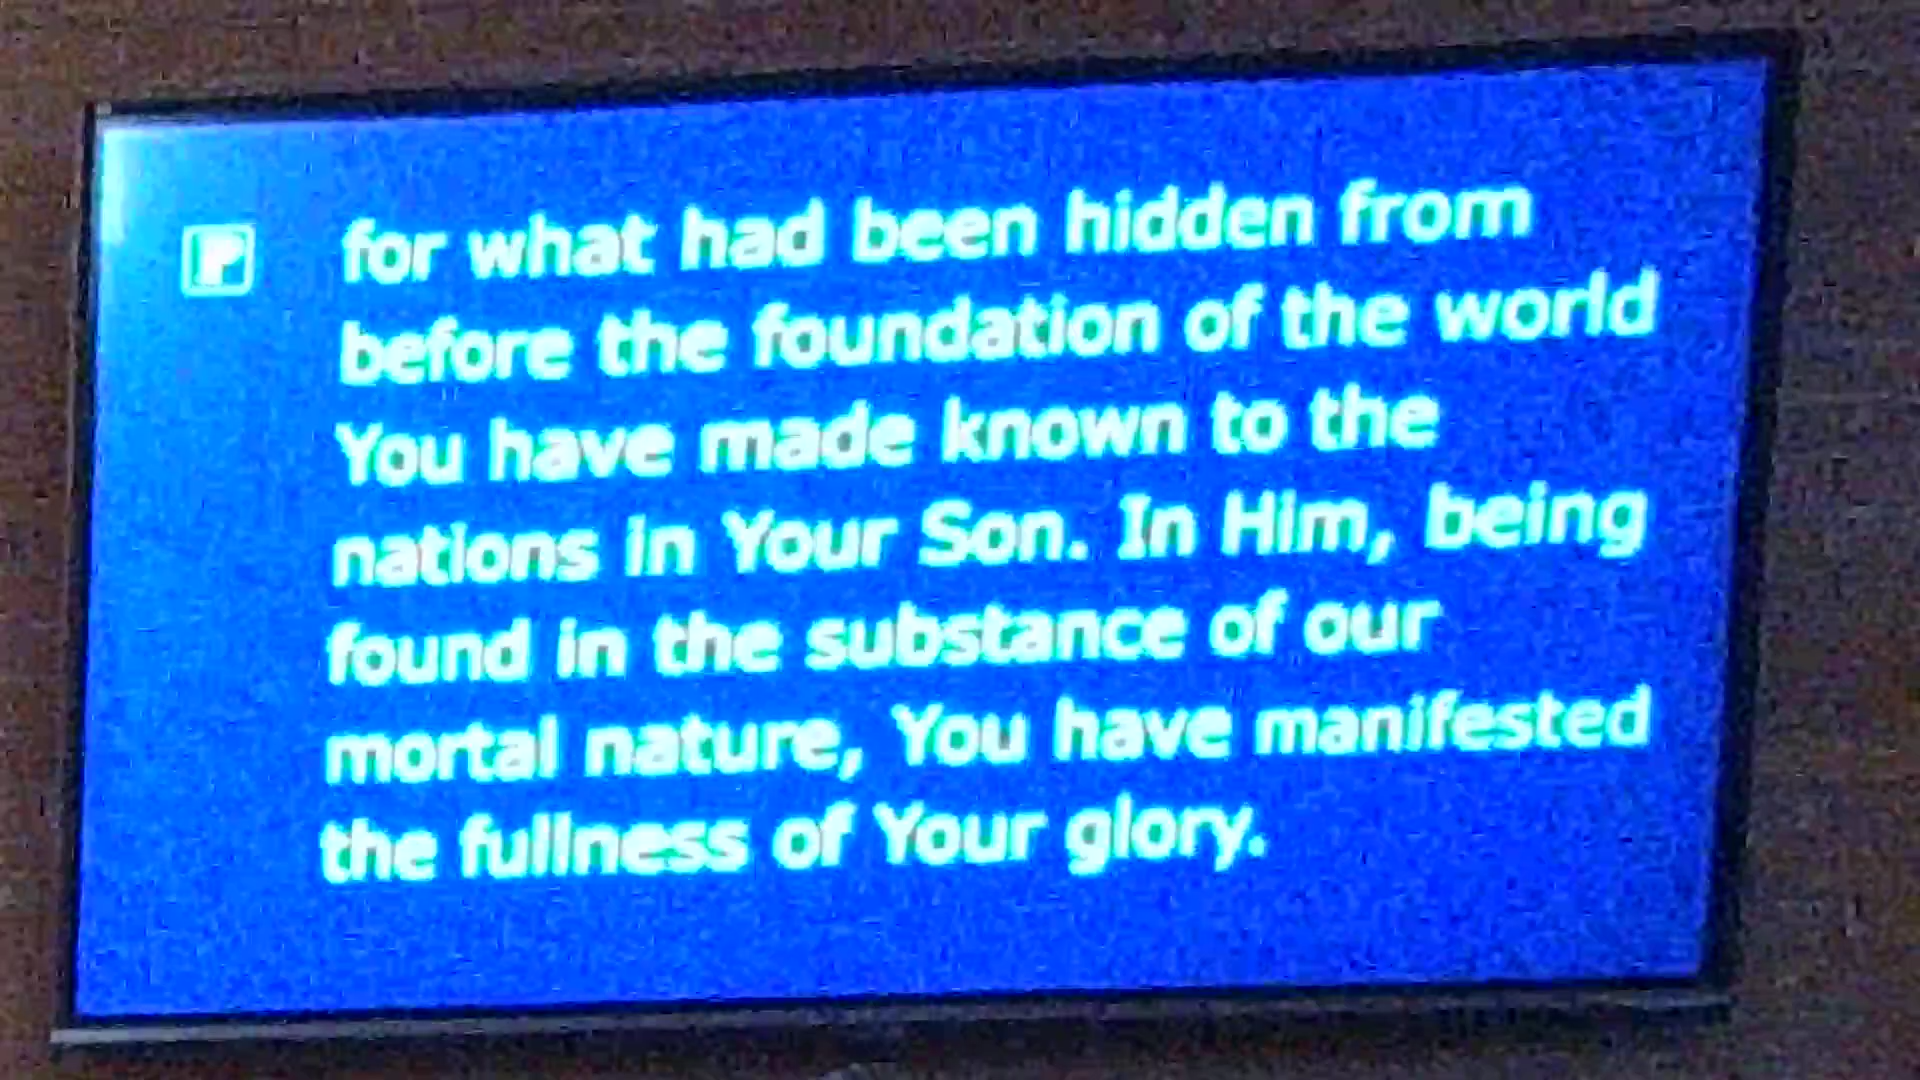 P for what had been hidden from
before the foundation of the world
You have made known to the
nations in Your Son. In Him, being
found in the substance of our
mortal nature, You have manifested
the fullness of Your glory.